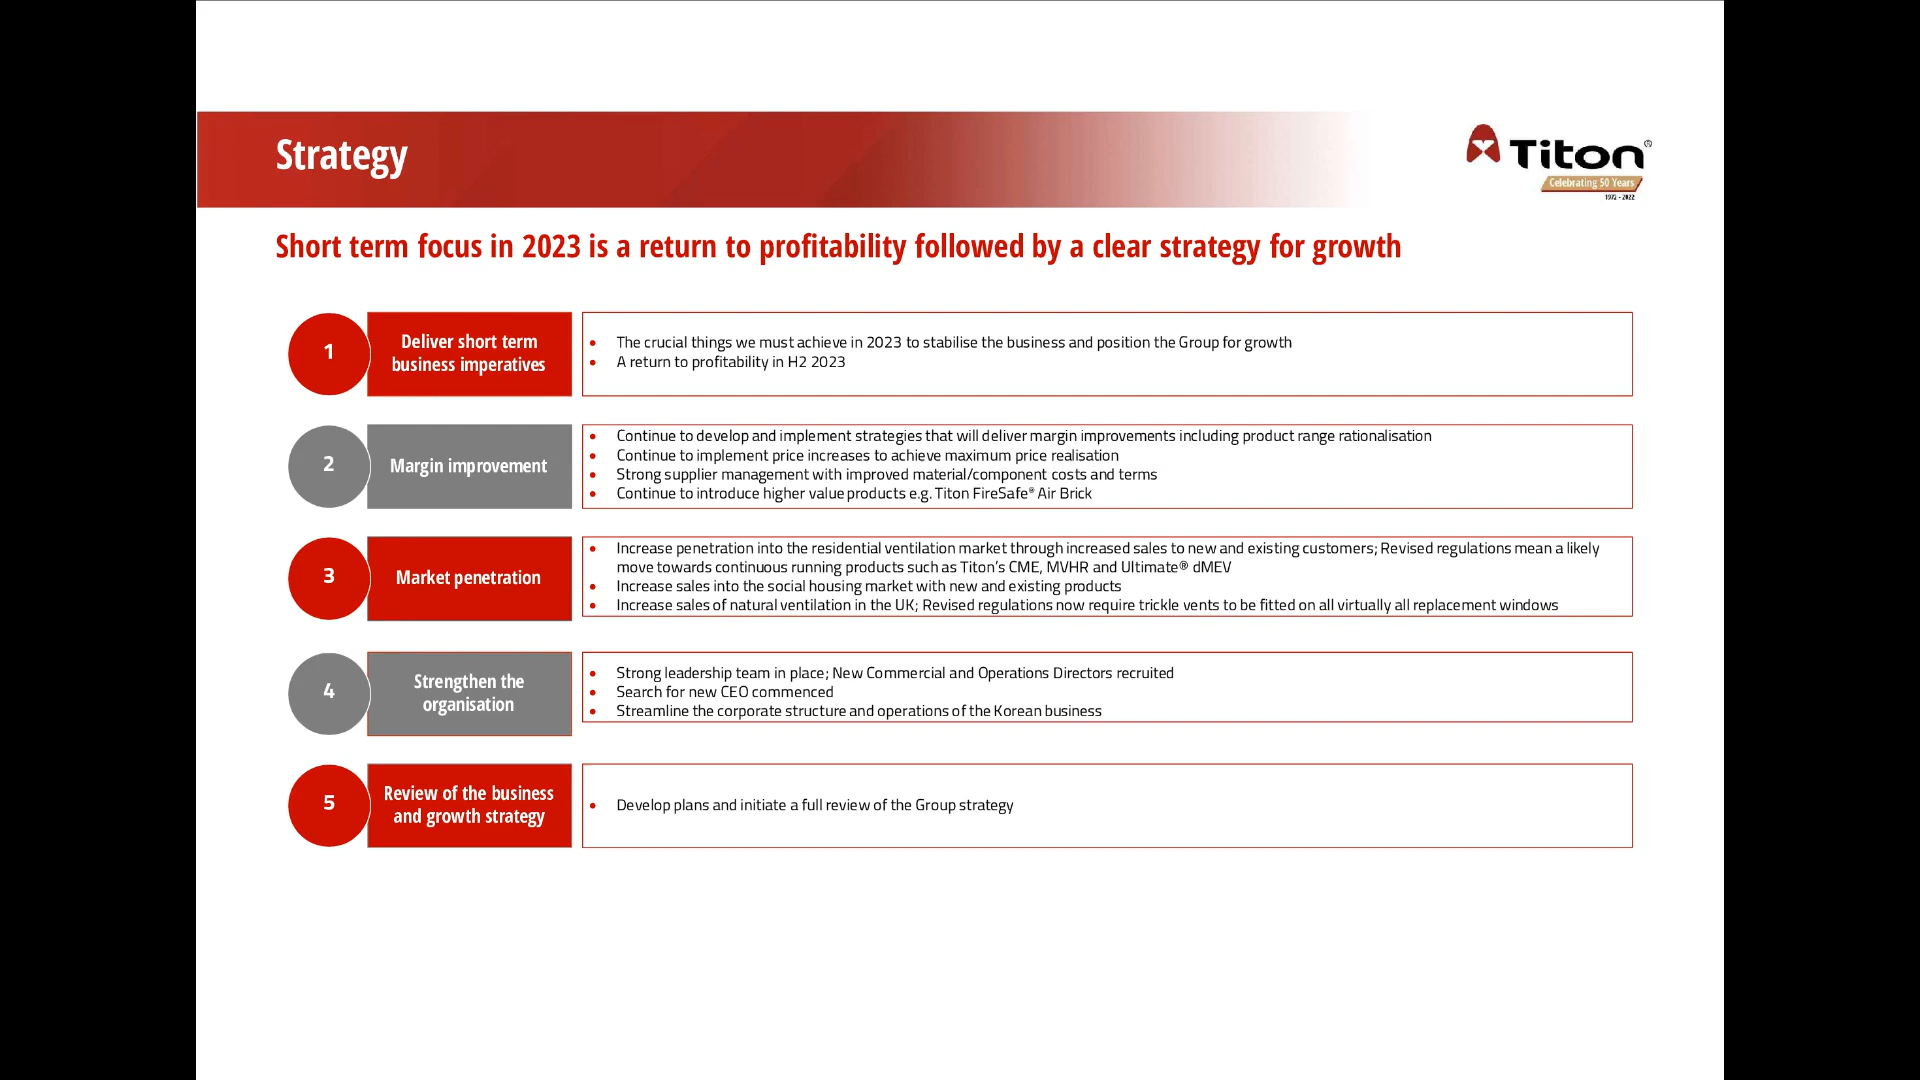 Strategy
Titon®
Celebrating 50 Years
1972 - 2022
Short term focus in 2023 is a return to profitability followed by a clear strategy for growth
1
Deliver short term
business imperatives
• The crucial things we must achieve in 2023 to stabilise the business and position the Group for growth
• A return to profitability in H2 2023
2
Margin improvement
• Continue to develop and implement strategies that will deliver margin improvements including product range rationalisation
• Continue to implement price increases to achieve maximum price realisation
• Strong supplier management with improved material/component costs and terms
• Continue to introduce higher value products e.g. Titon FireSafe® Air Brick
3
Market penetration
• Increase penetration into the residential ventilation market through increased sales to new and existing customers; Revised regulations mean a likely
move towards continuous running products such as Titon's CME, MVHR and Ultimate® dMEV
• Increase sales into the social housing market with new and existing products
• Increase sales of natural ventilation in the UK; Revised regulations now require trickle vents to be fitted on all virtually all replacement windows
4
Strengthen the
organisation
• Strong leadership team in place; New Commercial and Operations Directors recruited
• Search for new CEO commenced
• Streamline the corporate structure and operations of the Korean business
5
Review of the business
and growth strategy
• Develop plans and initiate a full review of the Group strategy